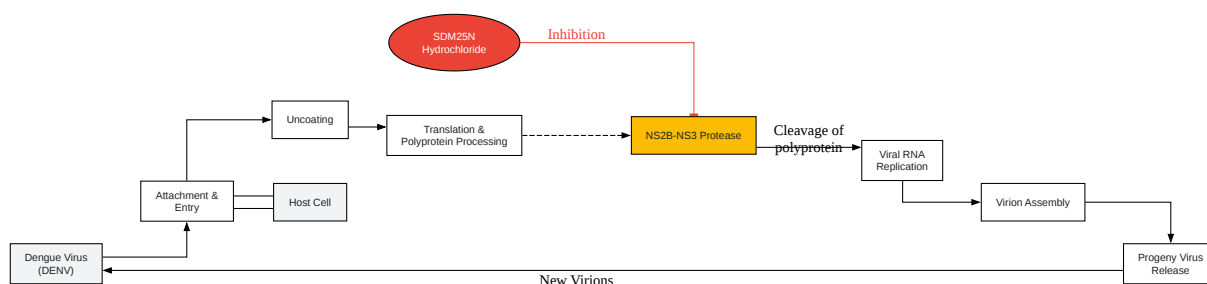 SDM25N
Hydrochloride
Inhibition
Uncoating
Translation &
Polyprotein Processing
NS2B-NS3 Protease
Cleavage of
polyprotein
Viral RNA
Replication
Attachment &
Entry
Host Cell
Virion Assembly
Dengue Virus
(DENV)
New Virions
Progeny Virus
Release